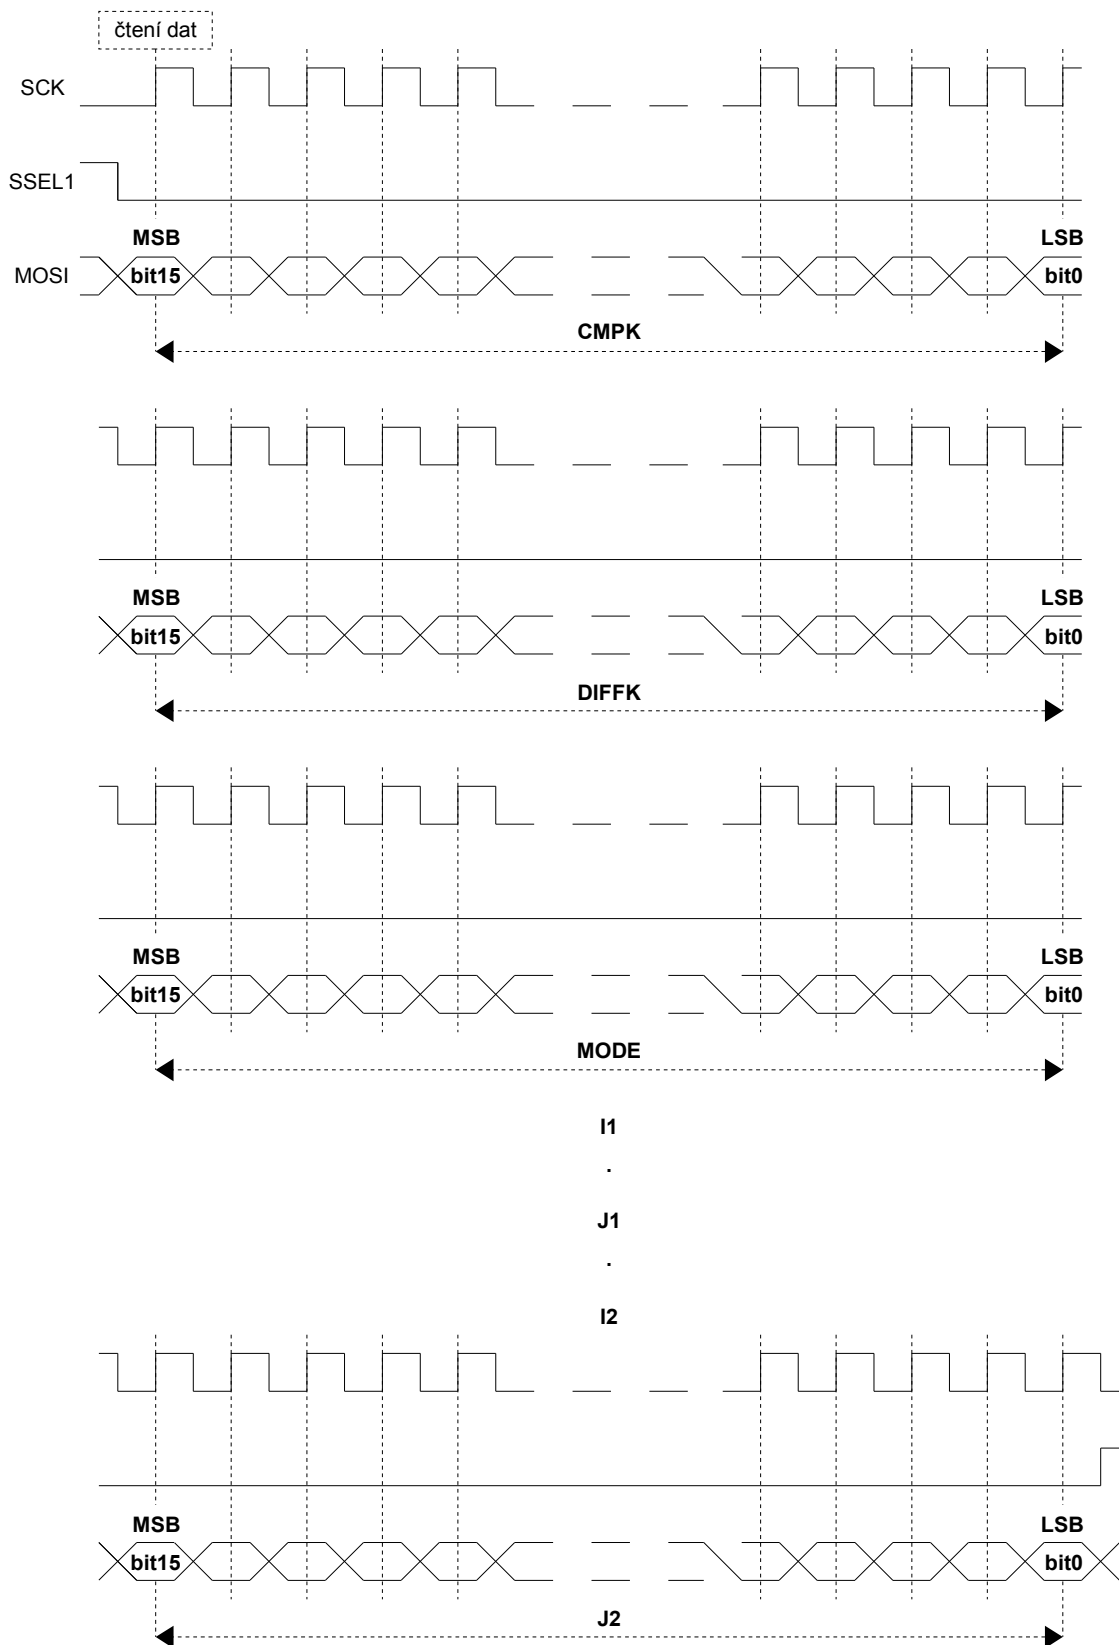 čtení dat
SCK
SSEL1
MSB LSB
MOSI bit15 bit0
CMPK
MSB LSB
bit15 bit0
DIFFK
MSB LSB
bit15 bit0
MODE
I1
.
J1
.
I2
MSB LSB
bit15 bit0
J2